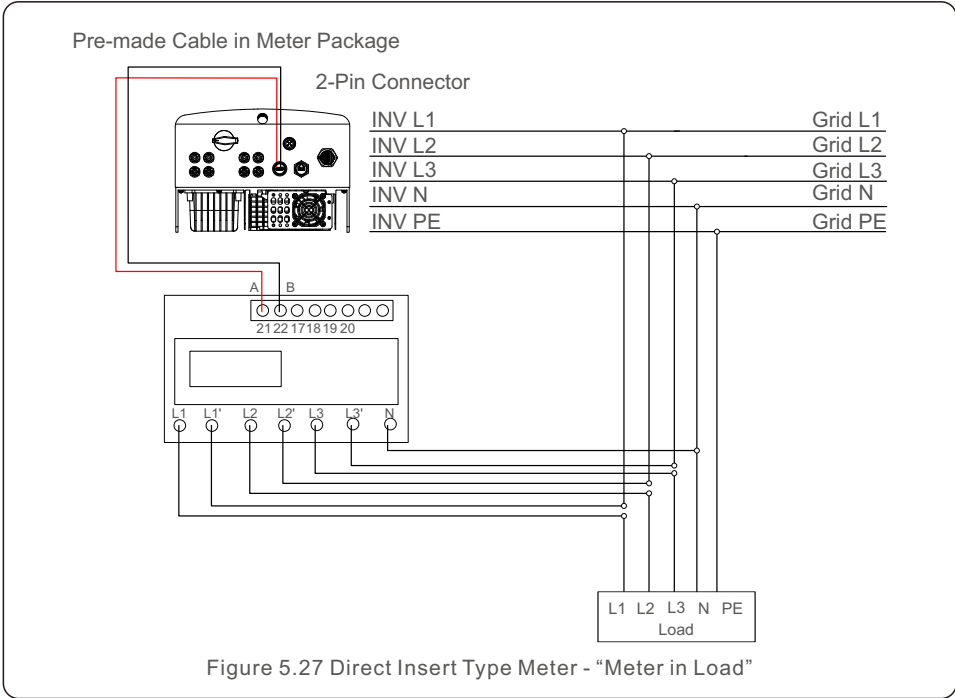 Pre-made Cable in Meter Package
2-Pin Connector
INV L1 Grid L1
INV L2 Grid L2
INV L3 Grid L3
INV N Grid N
INV PE Grid PE
A B
21 22 17 18 19 20
L1 L1' L2 L2' L3 L3' N
L1 L2 L3 N PE
Load
Figure 5.27 Direct Insert Type Meter - “Meter in Load”